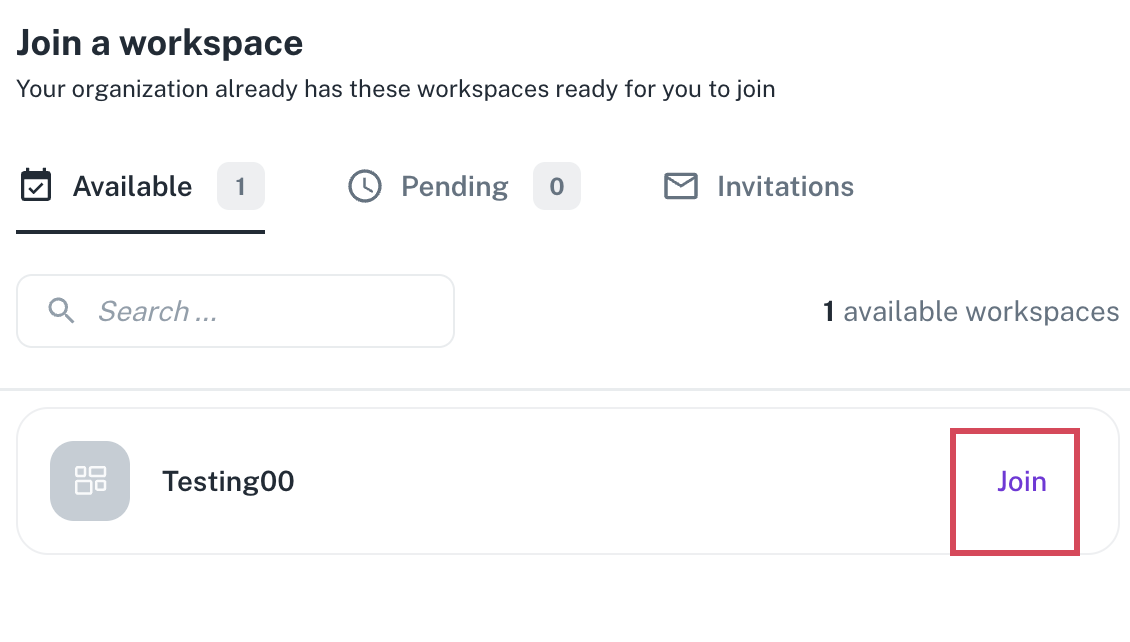 Join a workspace
Your organization already has these workspaces ready for you to join
Available 1 Pending 0 Invitations
Search ... 1 available workspaces
Testing00 Join